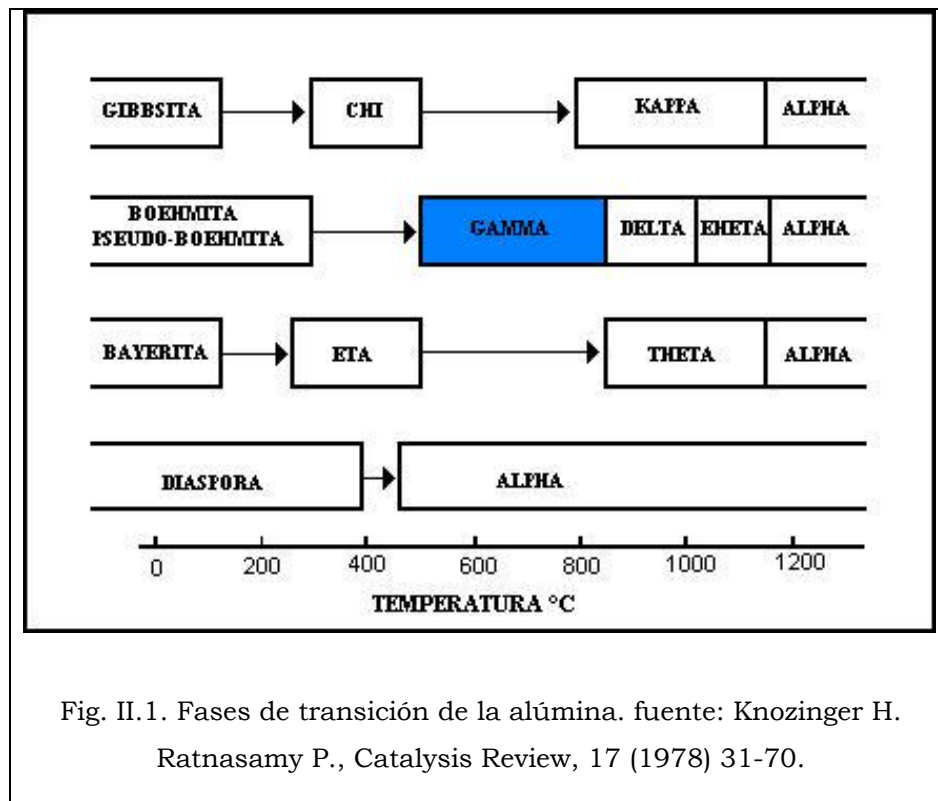 GIBBSITA CHI KAPPA ALPHA
BOEHMITA
PSEUDO-BOEHMITA GAMMA DELTA EHETA ALPHA
BAYERITA ETA THETA ALPHA
DIASPORA ALPHA
0 200 400 600 800 1000 1200
TEMPERATURA °C
Fig. II.1. Fases de transición de la alúmina. fuente: Knozinger H.
Ratnasamy P., Catalysis Review, 17 (1978) 31-70.